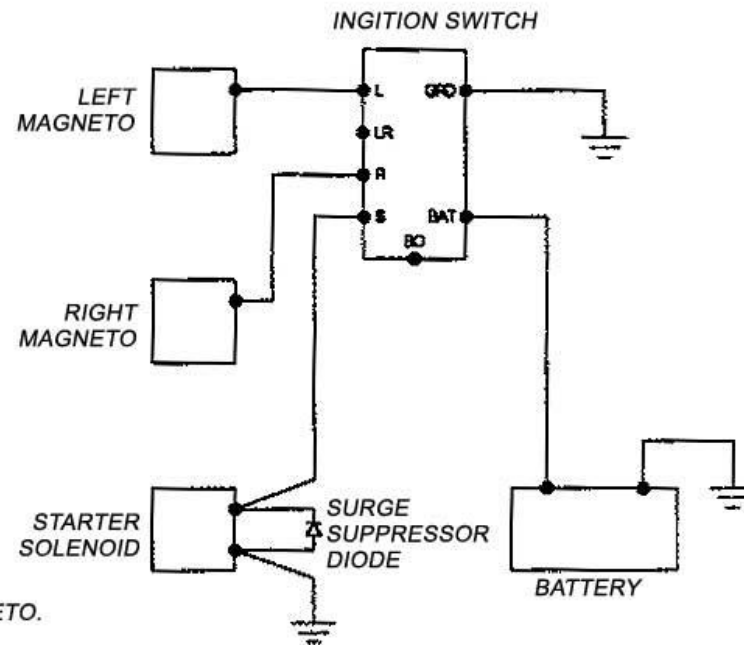 INGITION SWITCH
LEFT
MAGNETO
L
GRD
LR
R
S
BAT
BO
RIGHT
MAGNETO
STARTER
SOLENOID
SURGE
SUPPRESSOR
DIODE
BATTERY
ETO.